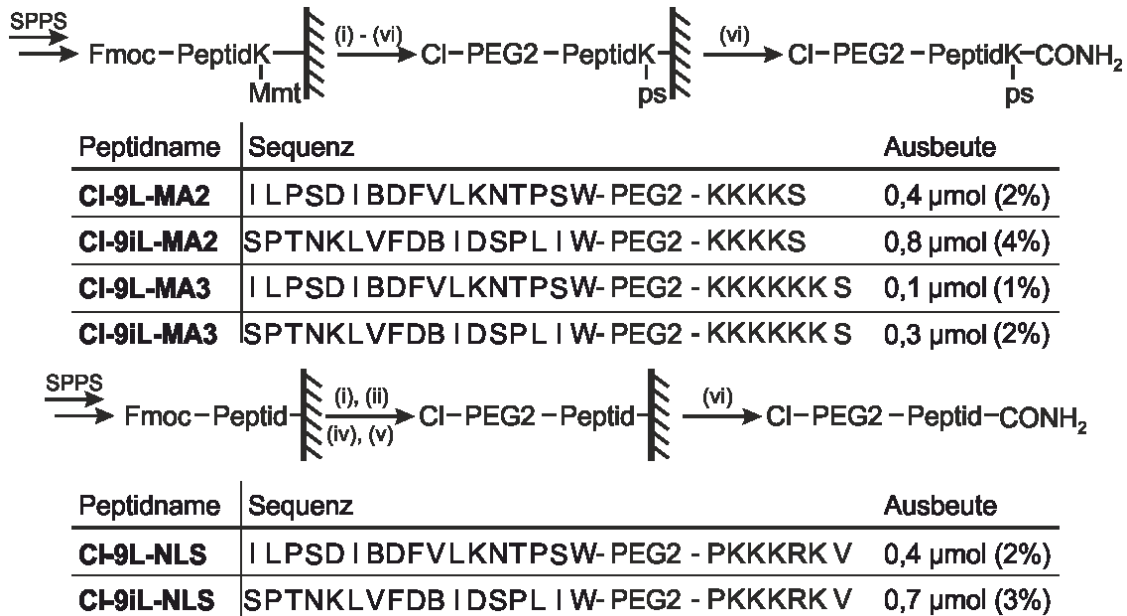 SPPS
Fmoc–PeptidK
Mmt
(i) - (vi)
Cl–PEG2–PeptidK
ps
(vi)
Cl–PEG2–PeptidK–CONH₂
ps
Peptidname Sequenz Ausbeute
Cl-9L-MA2 ILPSDIBDFVLKNTPSW-PEG2-KKKKS 0,4 µmol (2%)
Cl-9iL-MA2 SPTNKLVFDBIDSPLIW-PEG2-KKKKS 0,8 µmol (4%)
Cl-9L-MA3 ILPSDIBDFVLKNTPSW-PEG2-KKKKKKS 0,1 µmol (1%)
Cl-9iL-MA3 SPTNKLVFDBIDSPLIW-PEG2-KKKKKKS 0,3 µmol (2%)
SPPS
Fmoc–Peptid
(i), (ii)
(iv), (v)
Cl–PEG2–Peptid
(vi)
Cl–PEG2–Peptid–CONH₂
Peptidname Sequenz Ausbeute
Cl-9L-NLS ILPSDIBDFVLKNTPSW-PEG2-PKKKRKV 0,4 µmol (2%)
Cl-9iL-NLS SPTNKLVFDBIDSPLIW-PEG2-PKKKRKV 0,7 µmol (3%)